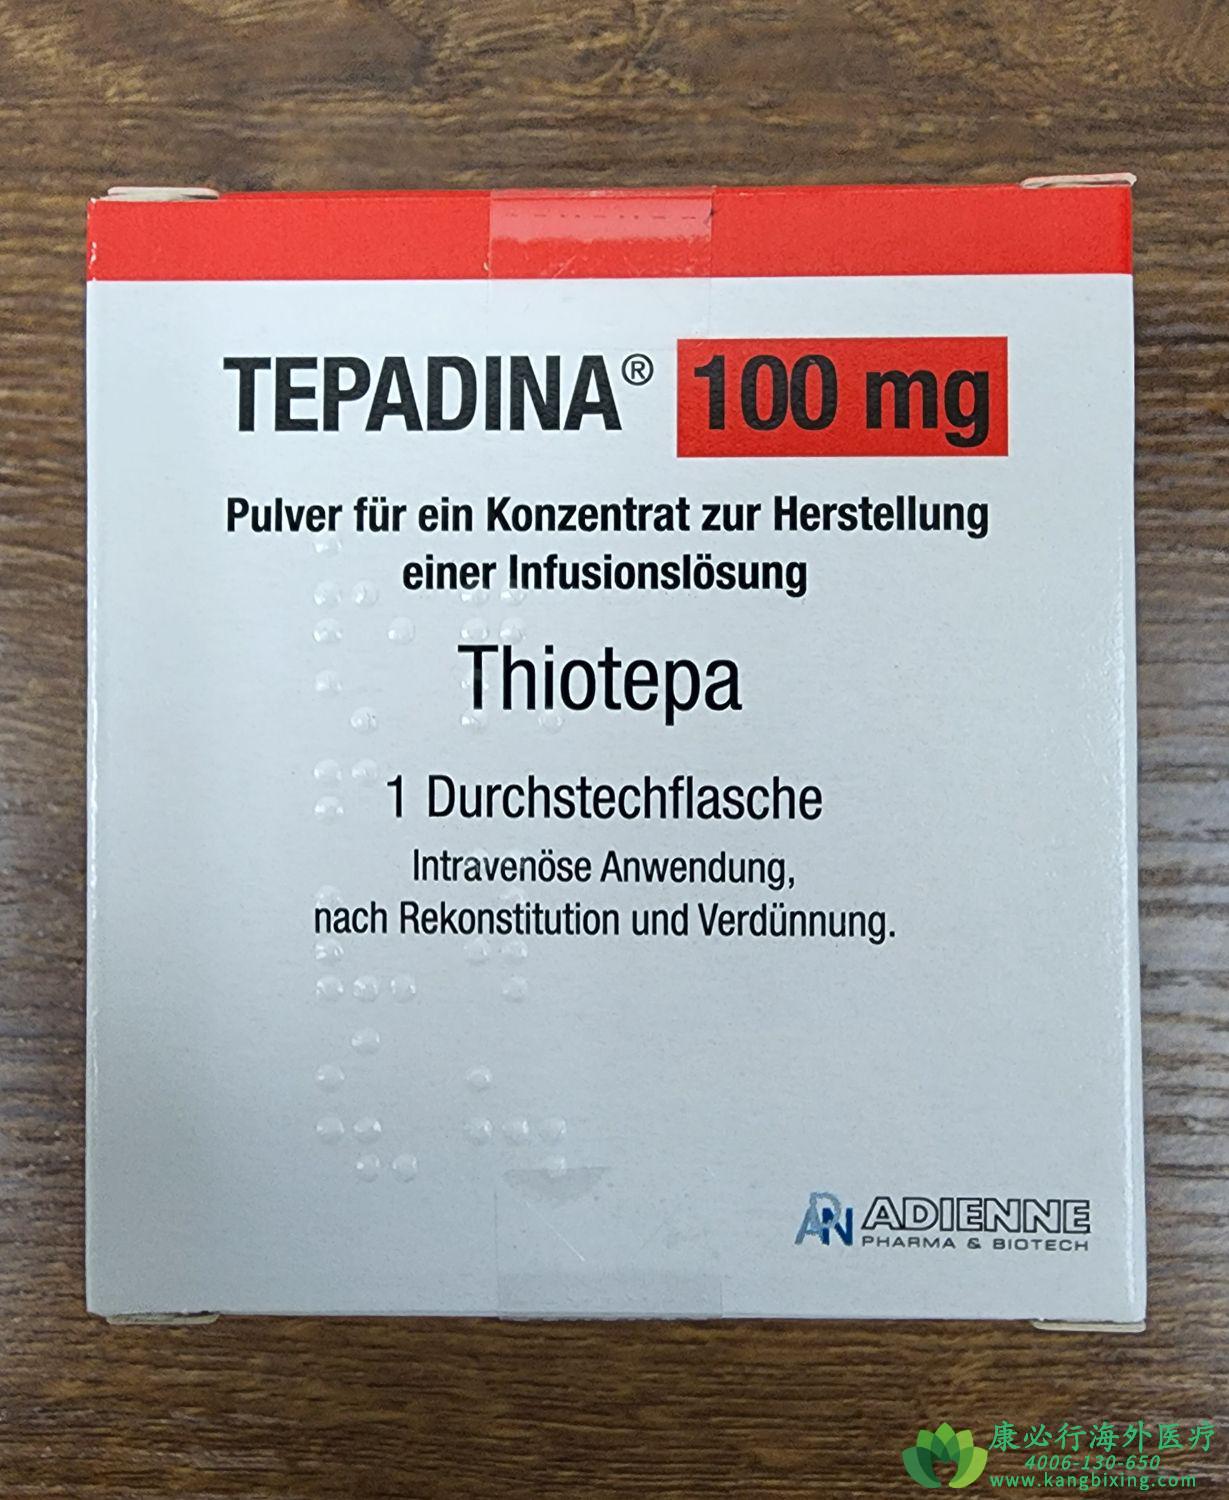 TEPADINA® 100 mg
Pulver für ein Konzentrat zur Herstellung
einer Infusionslösung
Thiotepa
1 Durchstechflasche
Intravenöse Anwendung,
nach Rekonstitution und Verdünnung.
ADIENNE
PHARMA & BIOTECH
康必行海外医疗
4006-130-650
www.kangbixing.com